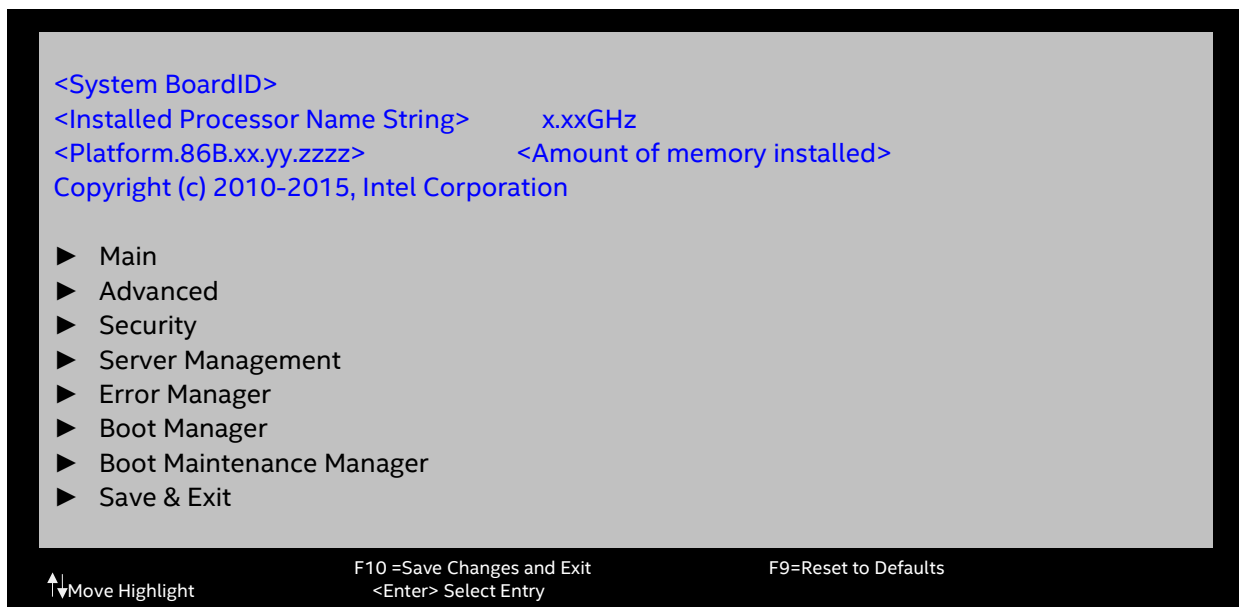 <System BoardID>
<Installed Processor Name String> x.xxGHz
<Platform.86B.xx.yy.zzzz> <Amount of memory installed>
Copyright (c) 2010-2015, Intel Corporation
► Main
► Advanced
► Security
► Server Management
► Error Manager
► Boot Manager
► Boot Maintenance Manager
► Save & Exit
F10 =Save Changes and Exit F9=Reset to Defaults
↑↓Move Highlight <Enter> Select Entry